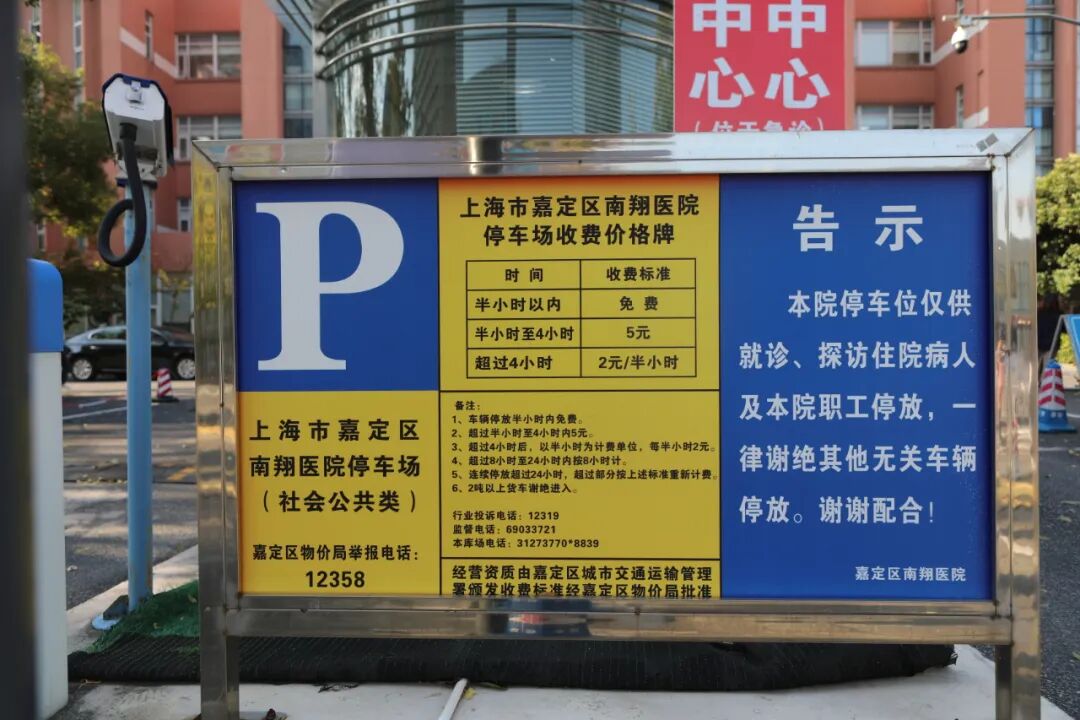 中 中
心 心
(位于急诊)
P
上海市嘉定区
南翔医院停车场
(社会公共类)
嘉定区物价局举报电话:
12358
上海市嘉定区南翔医院
停车场收费价格牌
时间 收费标准
半小时以内 免费
半小时至4小时 5元
超过4小时 2元/半小时
备注:
1、车辆停放半小时内免费。
2、超过半小时至4小时内5元。
3、超过4小时后,以半小时为计费单位,每半小时2元。
4、超过8小时至24小时内按8小时计。
5、连续停放超过24小时,超过部分按上述标准重新计费。
6、2吨以上货车谢绝进入。
行业投诉电话:12319
监督电话:69033721
本库场电话:31273770*8839
经营资质由嘉定区城市交通运输管理
署颁发收费标准经嘉定区物价局批准
告示
本院停车位仅供
就诊、探访住院病人
及本院职工停放,一
律谢绝其他无关车辆
停放。谢谢配合!
嘉定区南翔医院